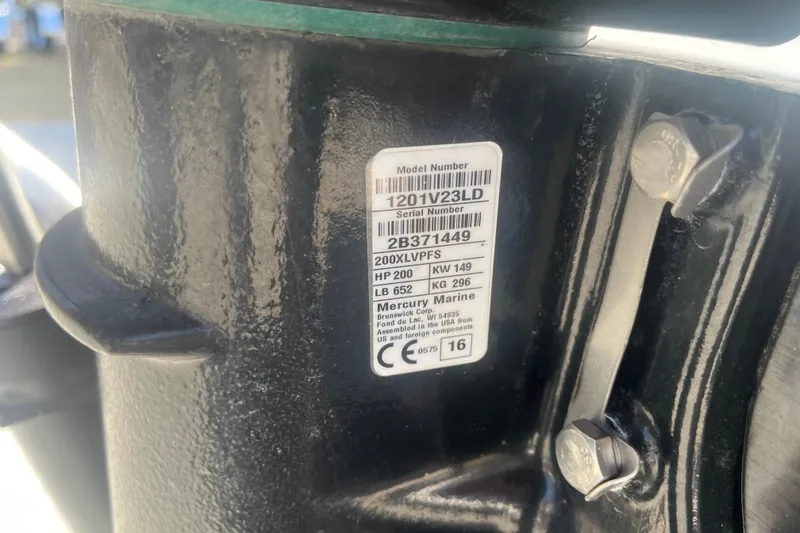 Model Number
1201V23LD
Serial Number
2B371449
200XLVPFS
HP 200 KW 149
LB 652 KG 296
Mercury Marine
Brunswick Corp.
Fond du Lac, WI 54935
Assembled in the USA from
US and foreign components
CE 0575 16